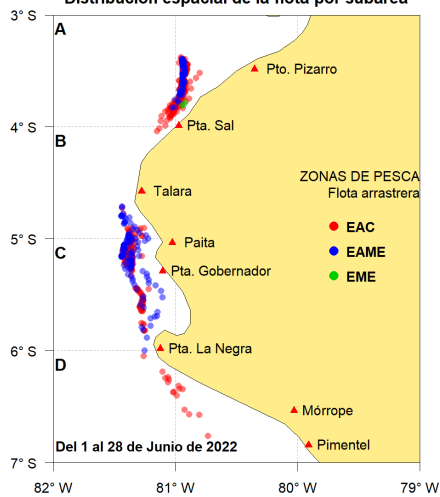 Distribución espacial de la flota por subárea
3° S
A
Pto. Pizarro
4° S
Pta. Sal
B
ZONAS DE PESCA
Flota arrastrera
Talara
EAC
5° S
Paita
C
EAME
Pta. Gobernador
EME
6° S
Pta. La Negra
D
Mórrope
Del 1 al 28 de Junio de 2022
Pimentel
7° S
82° W
81° W
80° W
79° W